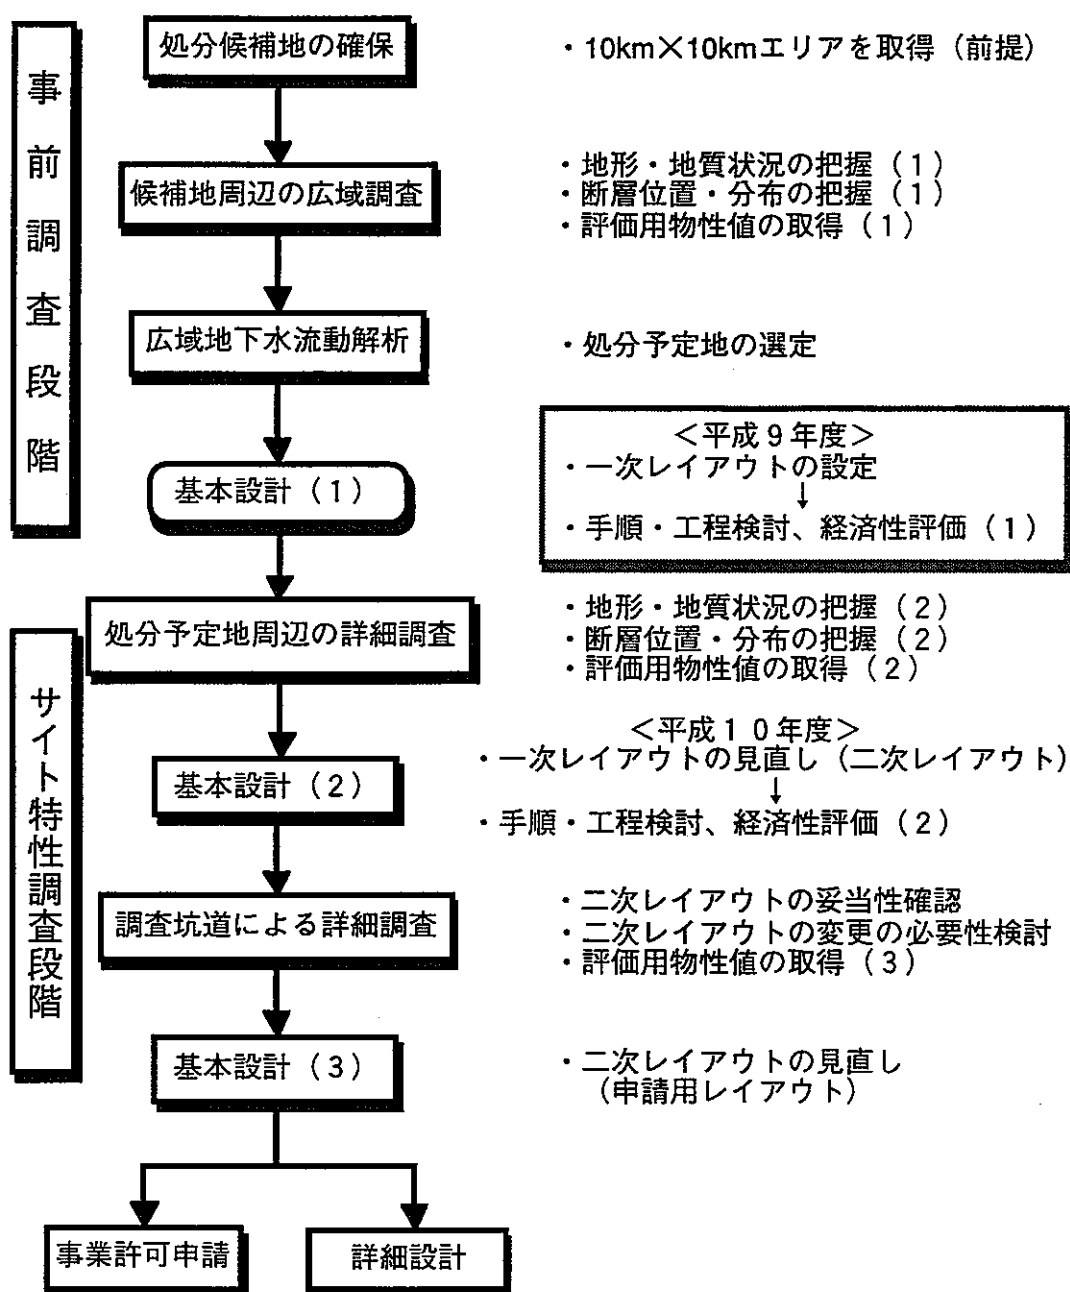 事前調査段階
処分候補地の確保
・10km×10kmエリアを取得（前提）
候補地周辺の広域調査
・地形・地質状況の把握（1）
・断層位置・分布の把握（1）
・評価用物性値の取得（1）
広域地下水流動解析
・処分予定地の選定
基本設計（1）
＜平成９年度＞
・一次レイアウトの設定
↓
・手順・工程検討、経済性評価（1）
サイト特性調査段階
処分予定地周辺の詳細調査
・地形・地質状況の把握（2）
・断層位置・分布の把握（2）
・評価用物性値の取得（2）
基本設計（2）
＜平成１０年度＞
・一次レイアウトの見直し（二次レイアウト）
↓
・手順・工程検討、経済性評価（2）
調査坑道による詳細調査
・二次レイアウトの妥当性確認
・二次レイアウトの変更の必要性検討
・評価用物性値の取得（3）
基本設計（3）
・二次レイアウトの見直し
（申請用レイアウト）
事業許可申請
詳細設計